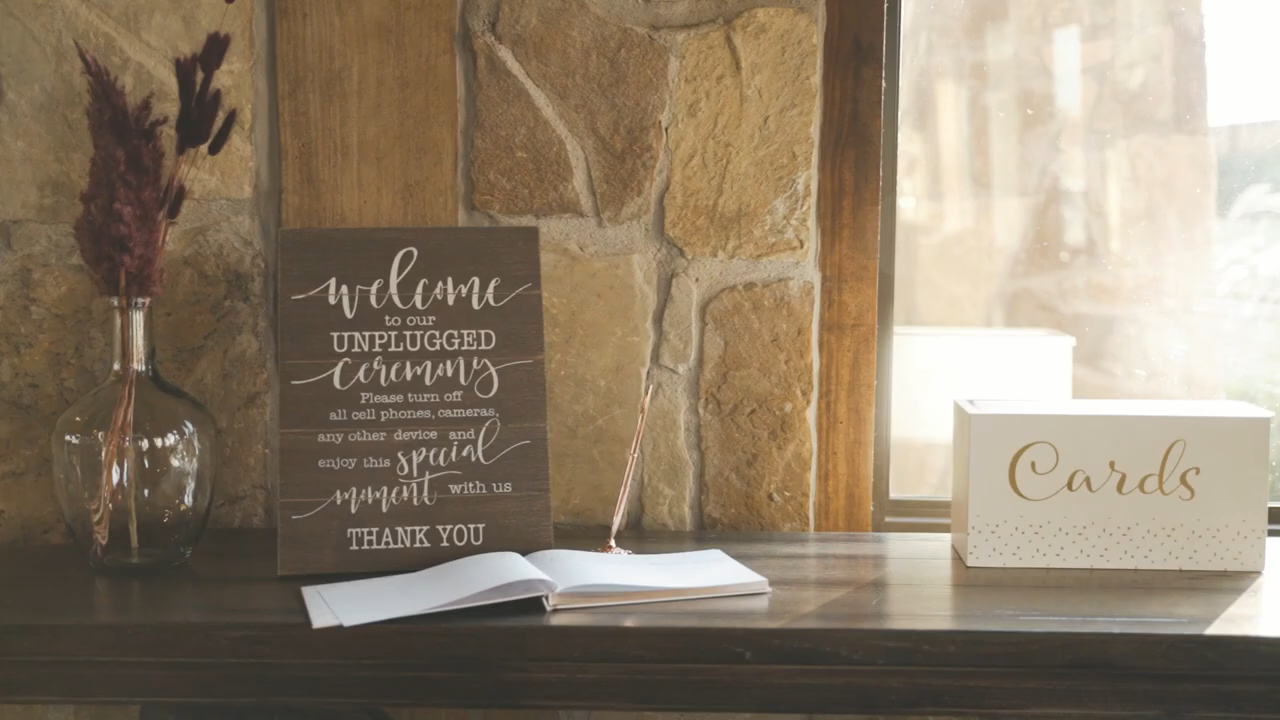 welcome
to our
UNPLUGGED
ceremony
Please turn off
all cell phones, cameras,
any other device and
enjoy this special
moment with us
THANK YOU
Cards